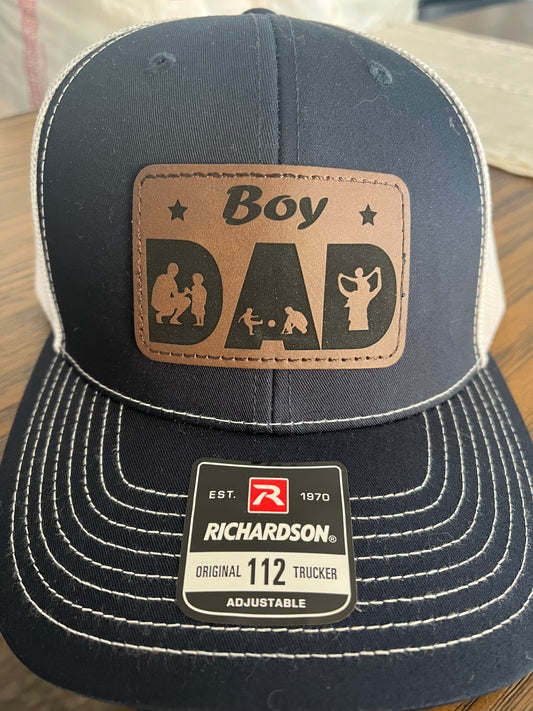 Boy
DAD
EST. R 1970
RICHARDSON®
ORIGINAL 112 TRUCKER
ADJUSTABLE